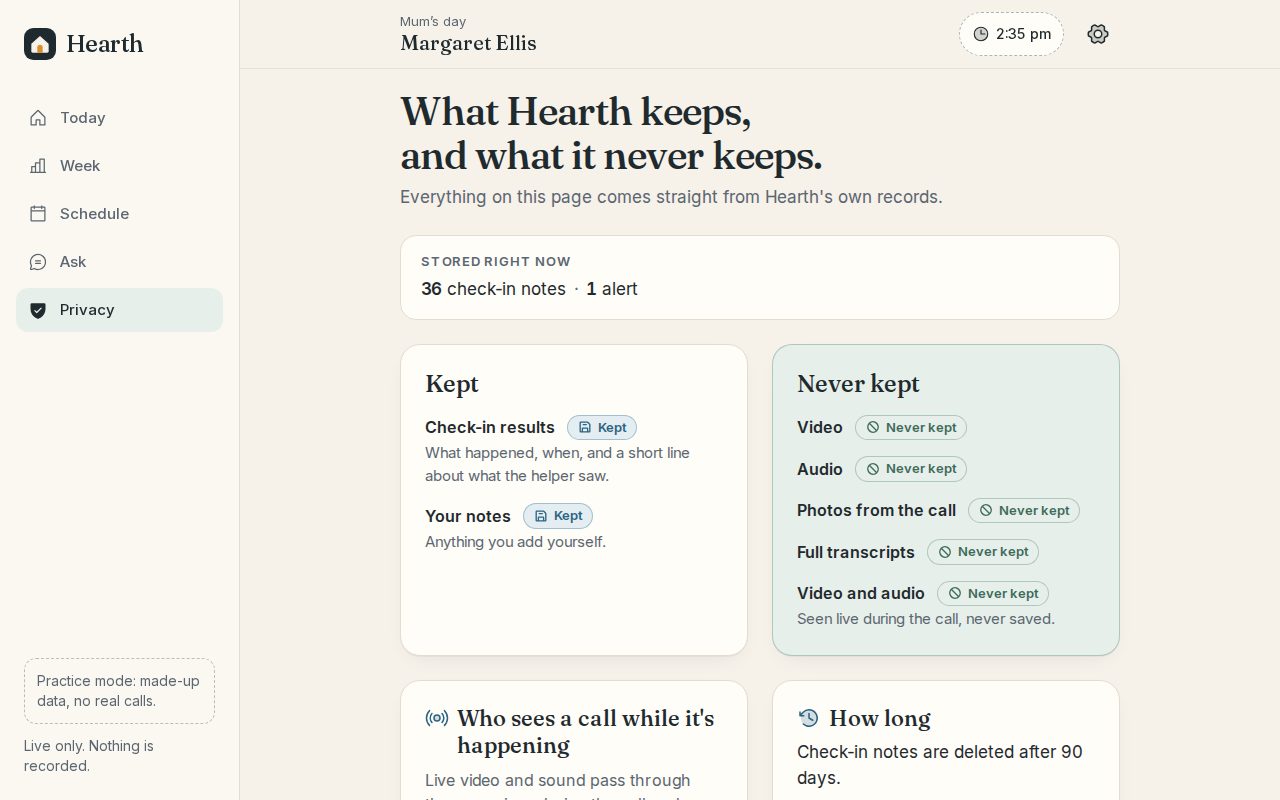 Hearth
Today
Week
Schedule
Ask
Privacy
Practice mode: made-up
data, no real calls.
Live only. Nothing is
recorded.
Mum's day
Margaret Ellis
2:35 pm
What Hearth keeps,
and what it never keeps.
Everything on this page comes straight from Hearth's own records.
STORED RIGHT NOW
36 check-in notes · 1 alert
Kept
Check-in results Kept
What happened, when, and a short line
about what the helper saw.
Your notes Kept
Anything you add yourself.
Never kept
Video Never kept
Audio Never kept
Photos from the call Never kept
Full transcripts Never kept
Video and audio Never kept
Seen live during the call, never saved.
Who sees a call while it's
happening
Live video and sound pass through
How long
Check-in notes are deleted after 90
days.